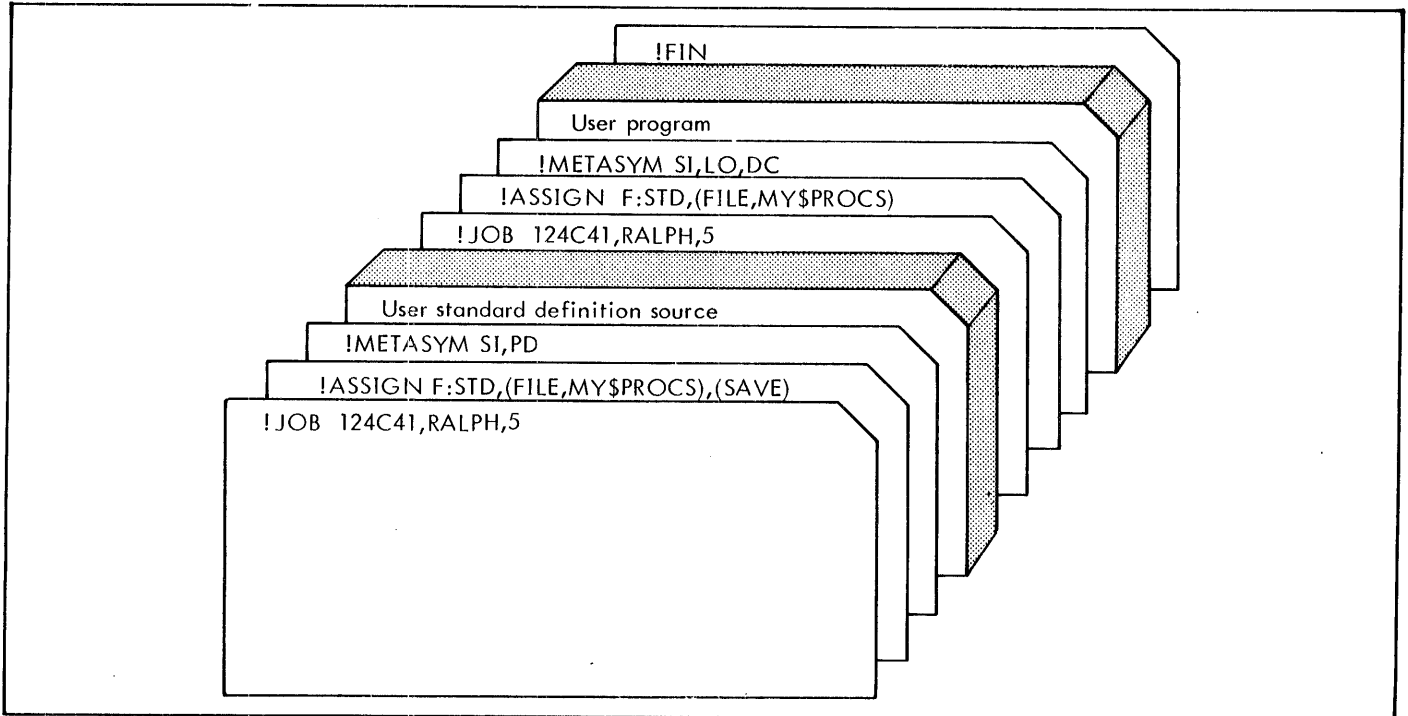 !FIN
User program
!METASYM SI,LO,DC
!ASSIGN F:STD,(FILE,MY$PROCS)
!JOB 124C41,RALPH,5
User standard definition source
!METASYM SI,PD
!ASSIGN F:STD,(FILE,MY$PROCS),(SAVE)
!JOB 124C41,RALPH,5